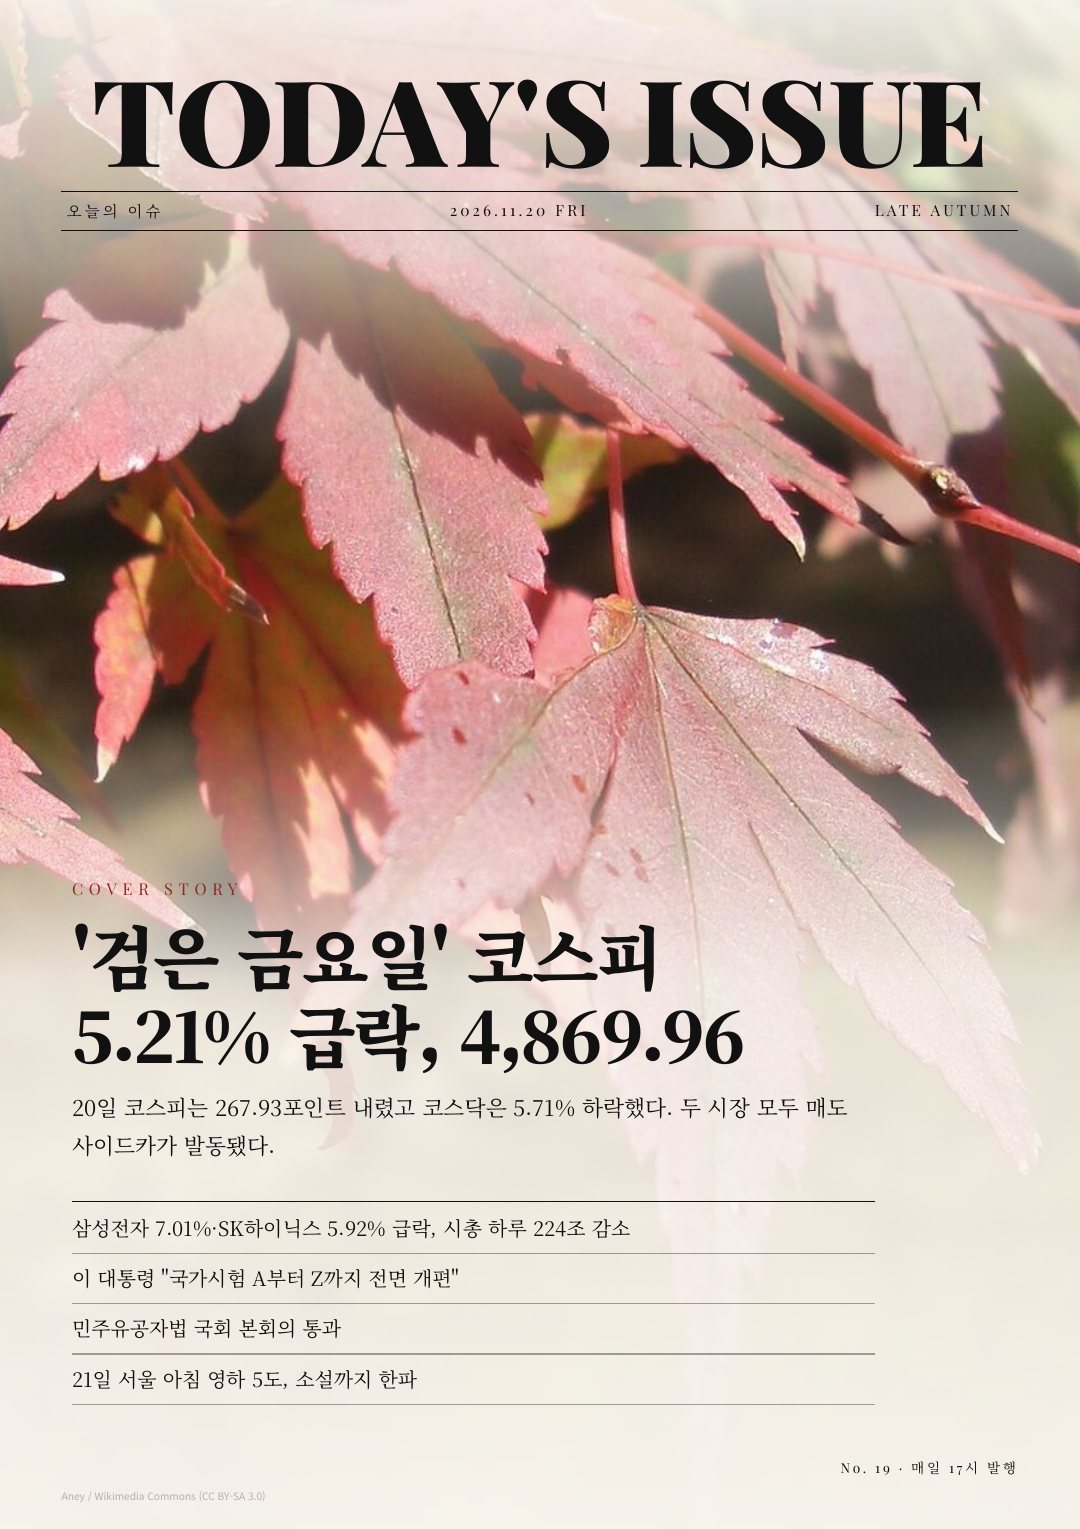 TODAY'S ISSUE
오늘의 이슈
2026.11.20 FRI
LATE AUTUMN
COVER STORY
'검은 금요일' 코스피
5.21% 급락, 4,869.96
20일 코스피는 267.93포인트 내렸고 코스닥은 5.71% 하락했다. 두 시장 모두 매도
사이드카가 발동됐다.
삼성전자 7.01%·SK하이닉스 5.92% 급락, 시총 하루 224조 감소
이 대통령 "국가시험 A부터 Z까지 전면 개편"
민주유공자법 국회 본회의 통과
21일 서울 아침 영하 5도, 소설까지 한파
No. 19 · 매일 17시 발행
Aney / Wikimedia Commons (CC BY-SA 3.0)